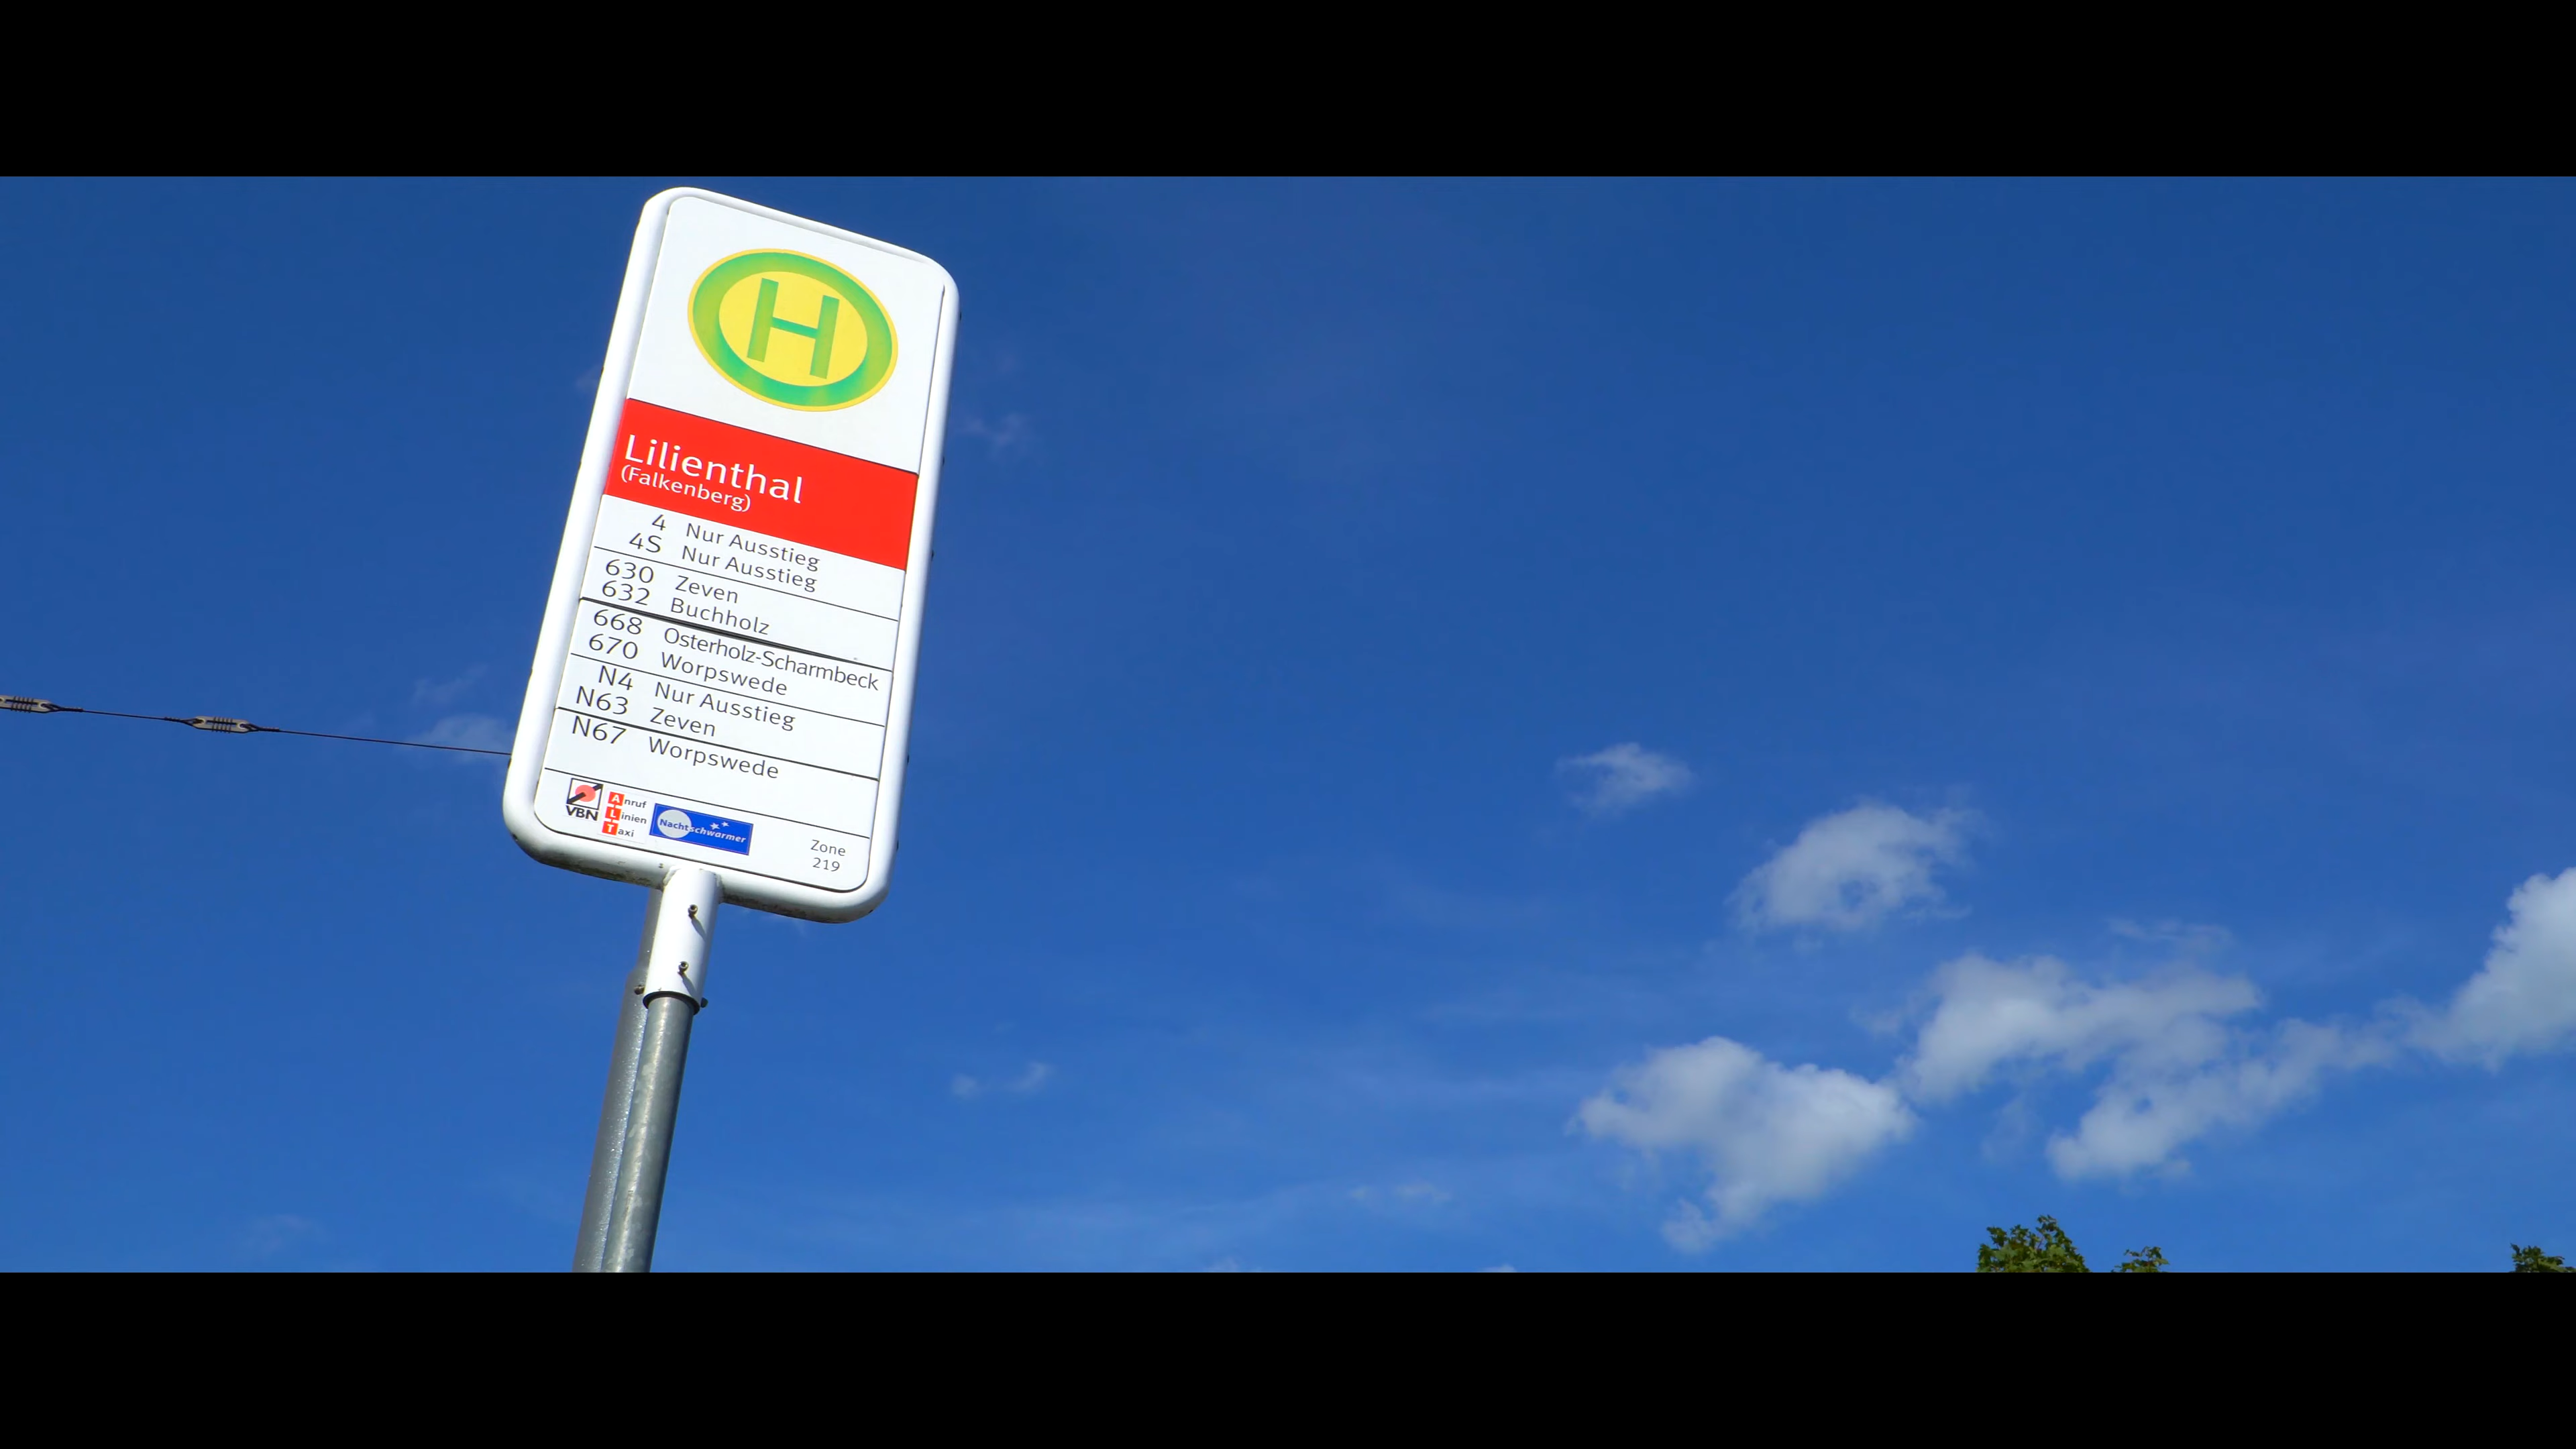 H
Lilienthal
(Falkenberg)
4 Nur Ausstieg
4S Nur Ausstieg
630 Zeven
632 Buchholz
668 Osterholz-Scharmbeck
670 Worpswede
N4 Nur Ausstieg
N63 Zeven
N67 Worpswede
VBN
Anruf
Linien
Taxi
Nachtschwärmer
Zone
219